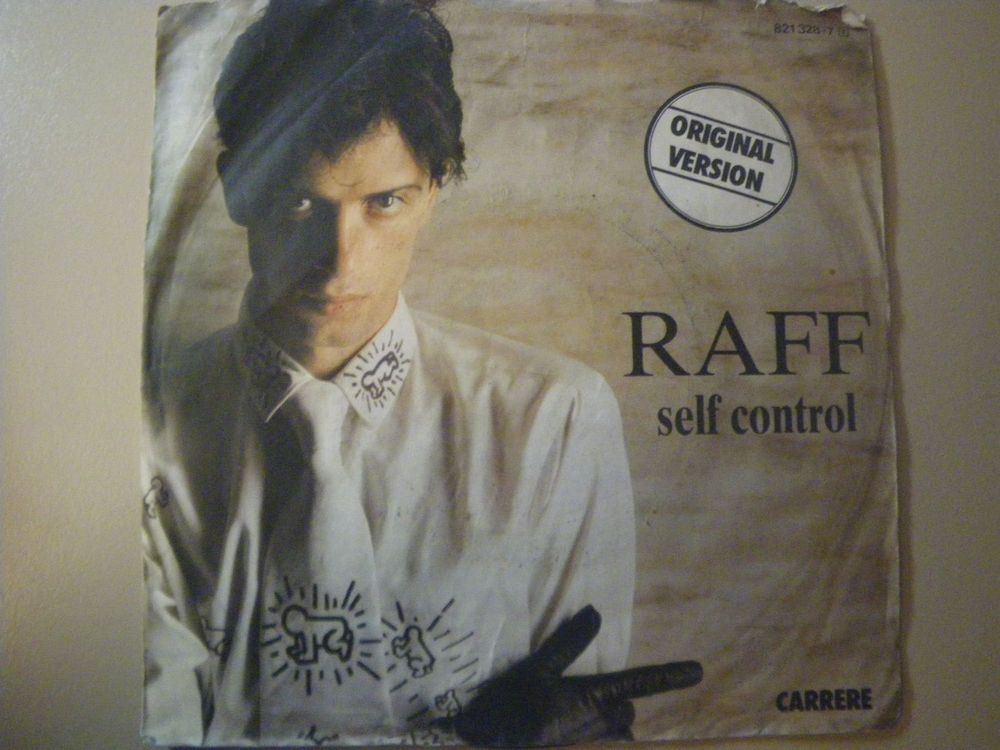 821 328-7
ORIGINAL
VERSION
RAFF
self control
CARRERE